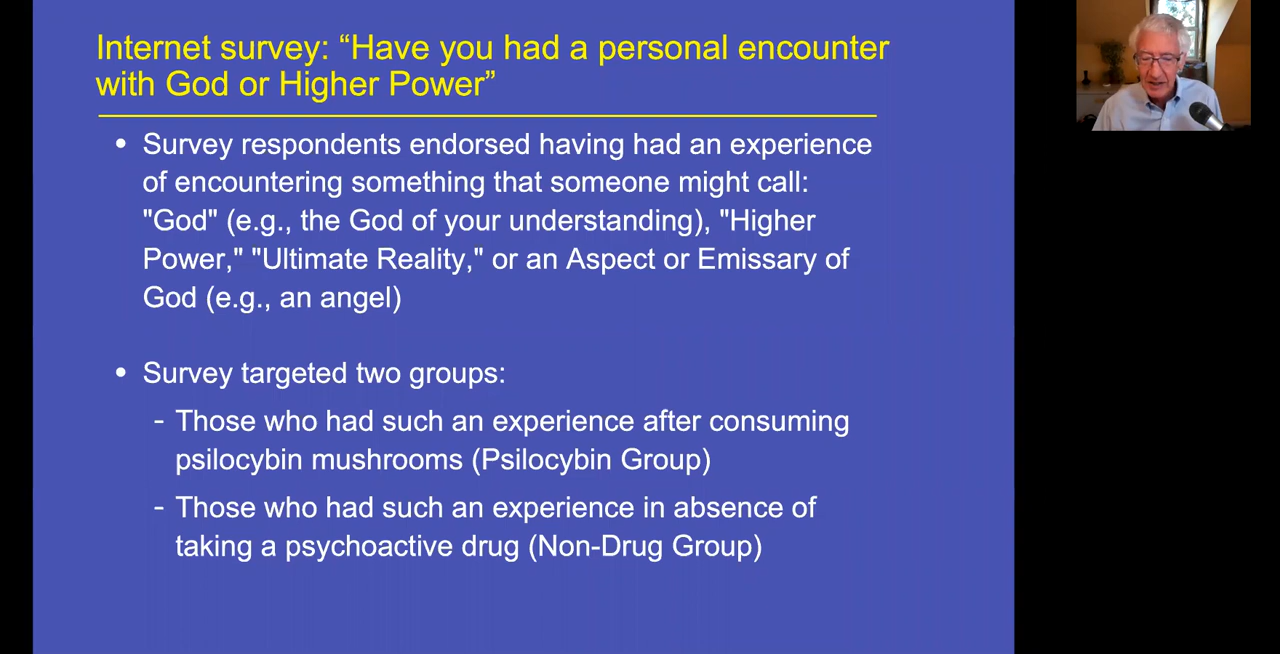 Internet survey: “Have you had a personal encounter
with God or Higher Power”
• Survey respondents endorsed having had an experience
of encountering something that someone might call:
"God" (e.g., the God of your understanding), "Higher
Power," "Ultimate Reality," or an Aspect or Emissary of
God (e.g., an angel)
• Survey targeted two groups:
- Those who had such an experience after consuming
psilocybin mushrooms (Psilocybin Group)
- Those who had such an experience in absence of
taking a psychoactive drug (Non-Drug Group)